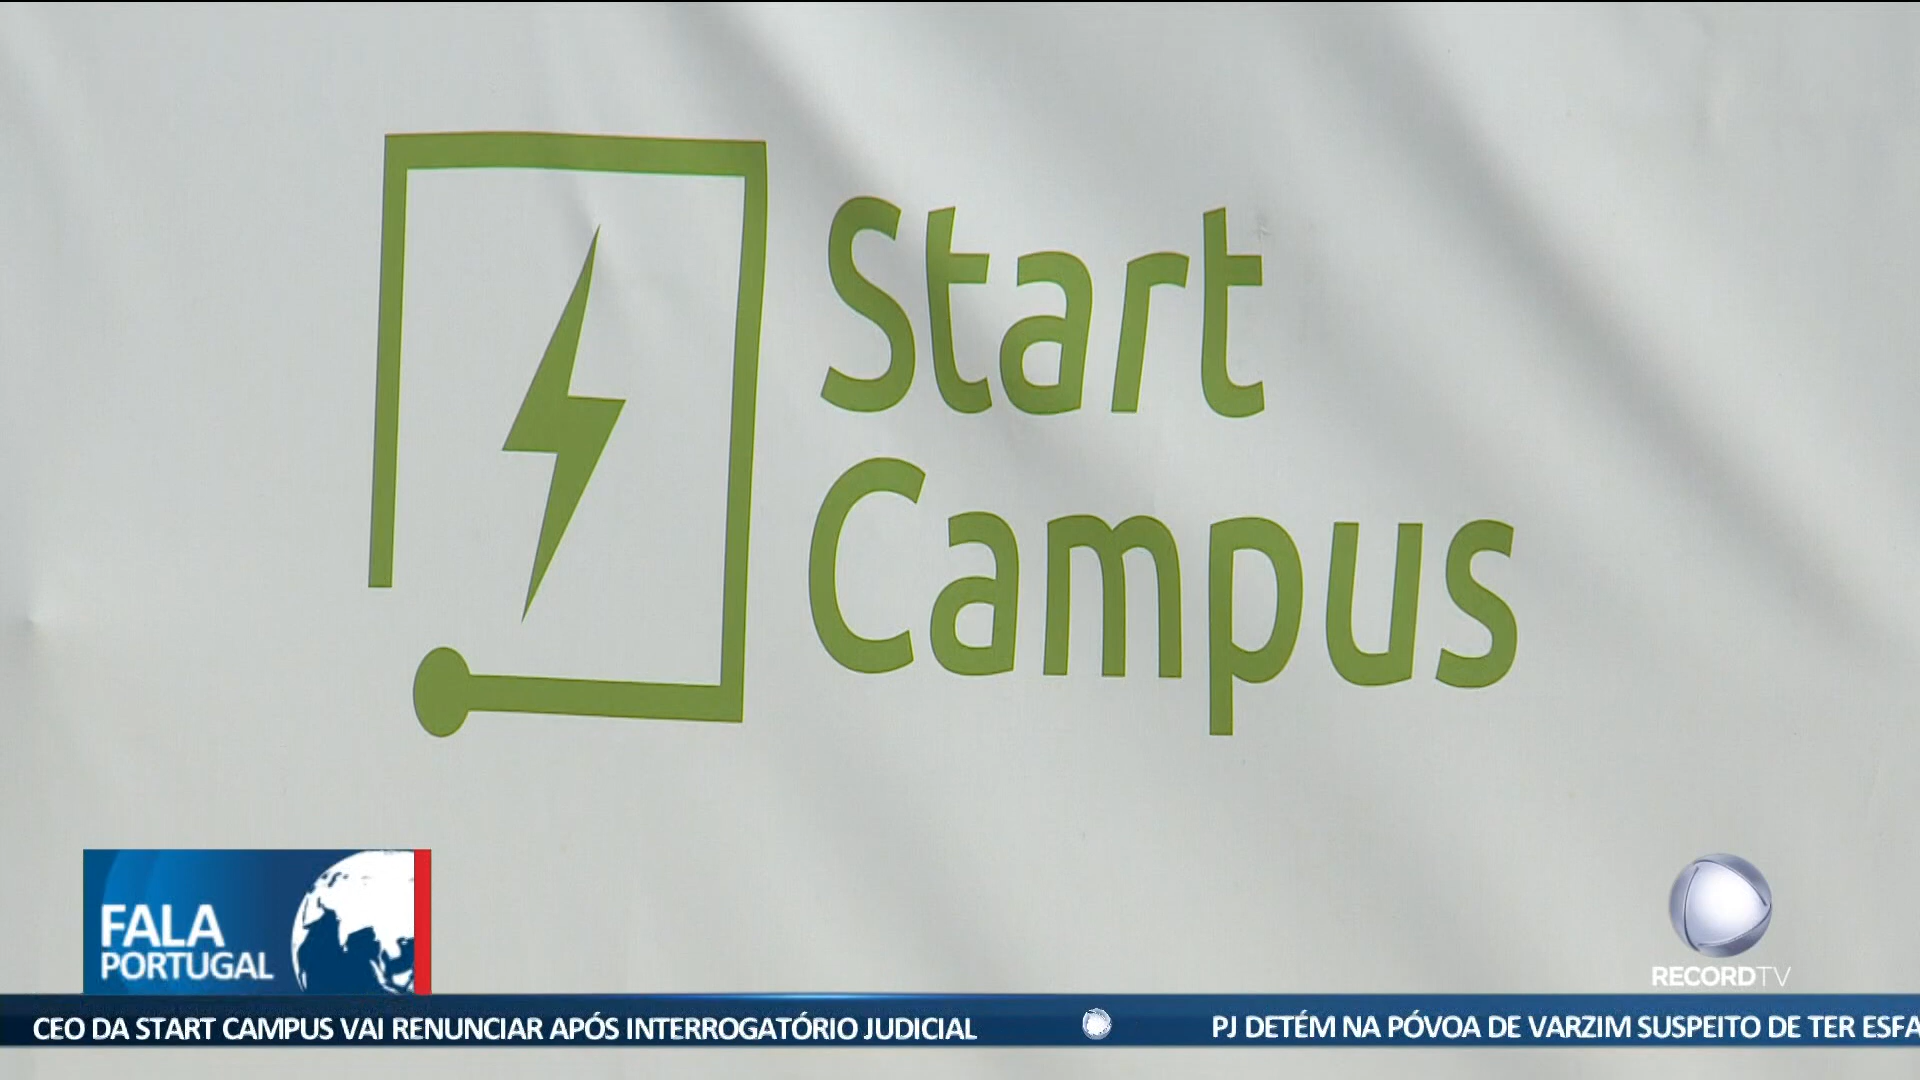 Start
Campus
FALA
PORTUGAL
RECORDTV
CEO DA START CAMPUS VAI RENUNCIAR APÓS INTERROGATÓRIO JUDICIAL
PJ DETÉM NA PÓVOA DE VARZIM SUSPEITO DE TER